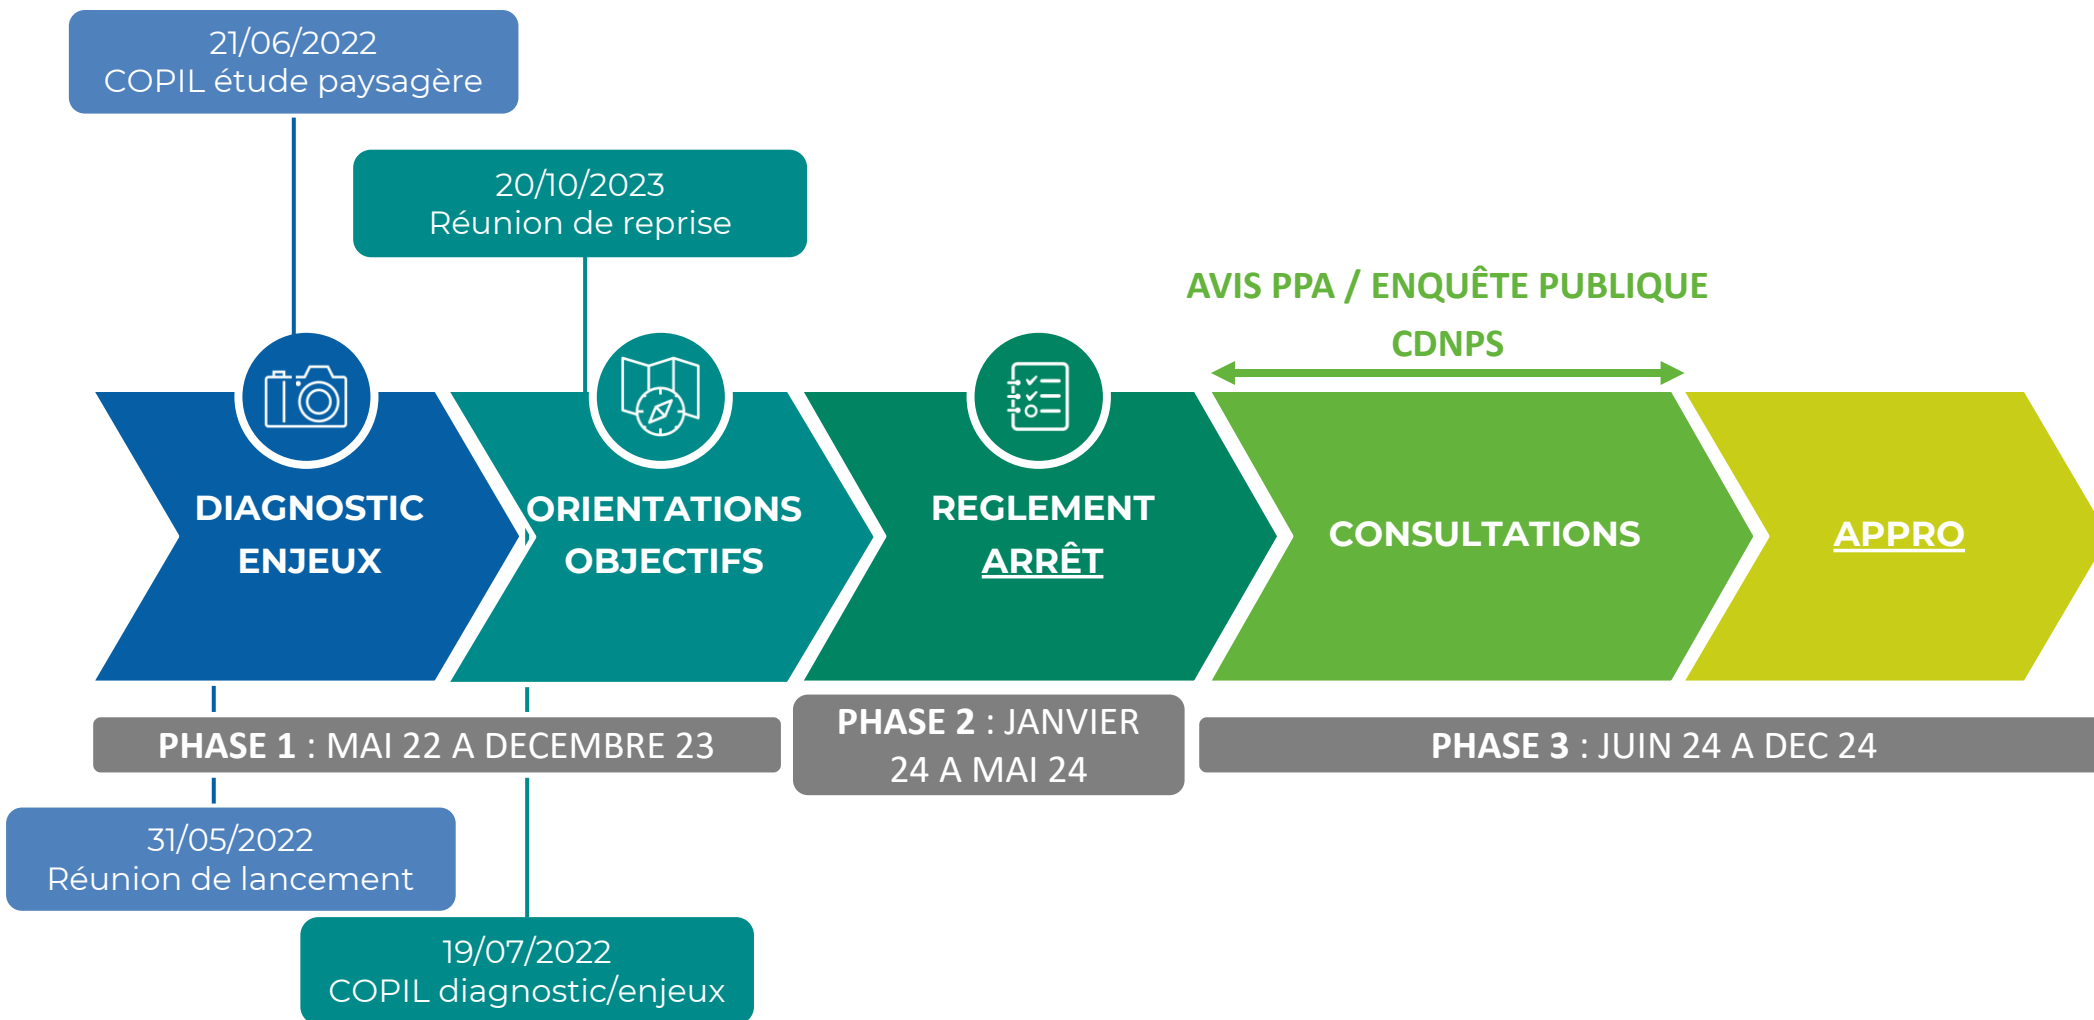 21/06/2022
COPIL étude paysagère
20/10/2023
Réunion de reprise
AVIS PPA / ENQUÊTE PUBLIQUE
CDNPS
DIAGNOSTIC
ENJEUX
ORIENTATIONS
OBJECTIFS
REGLEMENT
ARRÊT
CONSULTATIONS
APPRO
PHASE 1 : MAI 22 A DECEMBRE 23
PHASE 2 : JANVIER
24 A MAI 24
PHASE 3 : JUIN 24 A DEC 24
31/05/2022
Réunion de lancement
19/07/2022
COPIL diagnostic/enjeux